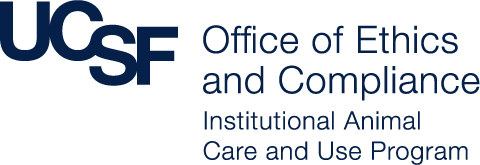 UCSF
Office of Ethics
and Compliance
Institutional Animal
Care and Use Program